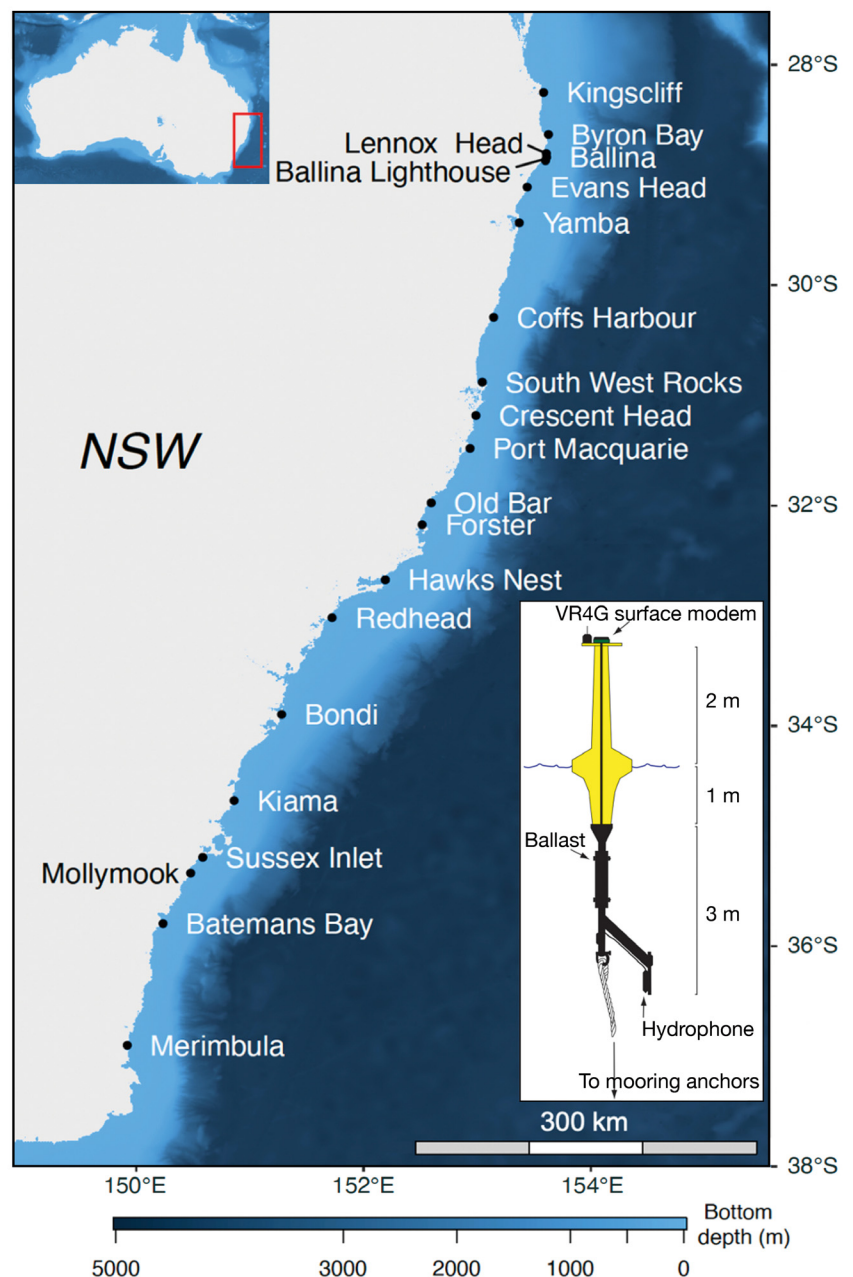 28°S
Kingscliff
Byron Bay
Lennox Head
Ballina
Ballina Lighthouse
Evans Head
Yamba
30°S
Coffs Harbour
South West Rocks
Crescent Head
NSW
Port Macquarie
Old Bar
32°S
Forster
Hawks Nest
Redhead
VR4G surface modem
2 m
Bondi
34°S
1 m
Kiama
Ballast
Sussex Inlet
Mollymook
3 m
Batemans Bay
36°S
Hydrophone
Merimbula
To mooring anchors
300 km
38°S
150°E 152°E 154°E
Bottom
depth (m)
5000 3000 2000 1000 0